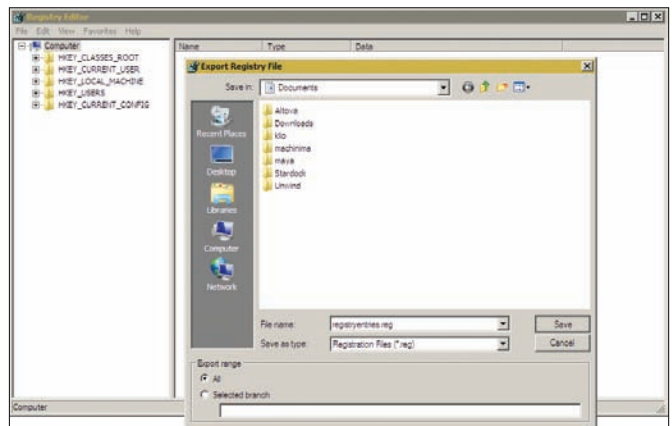 Registry Editor
File Edit View Favorites Help
Computer
HKEY_CLASSES_ROOT
HKEY_CURRENT_USER
HKEY_LOCAL_MACHINE
HKEY_USERS
HKEY_CURRENT_CONFIG
Name Type Data
Export Registry File
Save in: Documents
Recent Places
Desktop
Libraries
Computer
Network
Altova
Downloads
klo
machinima
maya
Stardock
Unwind
File name: registryentries.reg Save
Save as type: Registration Files (*.reg) Cancel
Export range
All
Selected branch
Computer